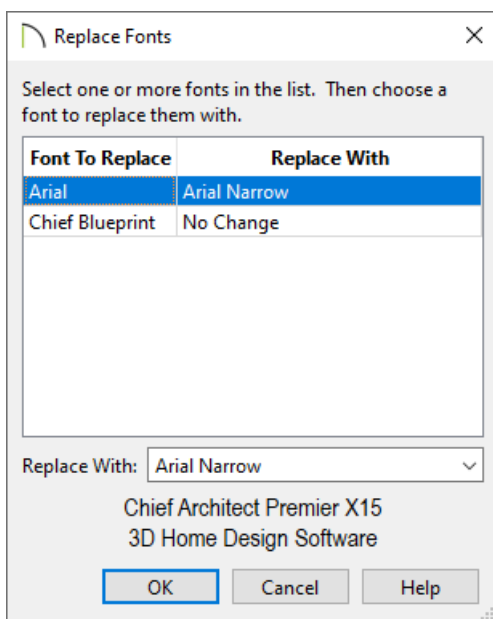 Replace Fonts
Select one or more fonts in the list. Then choose a
font to replace them with.
Font To Replace Replace With
Arial Arial Narrow
Chief Blueprint No Change
Replace With: Arial Narrow
Chief Architect Premier X15
3D Home Design Software
OK Cancel Help